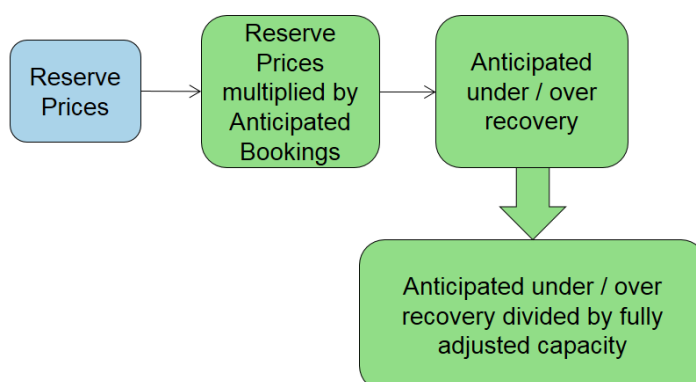 Reserve
Prices
Reserve
Prices
multiplied by
Anticipated
Bookings
Anticipated
under / over
recovery
Anticipated under / over
recovery divided by fully
adjusted capacity